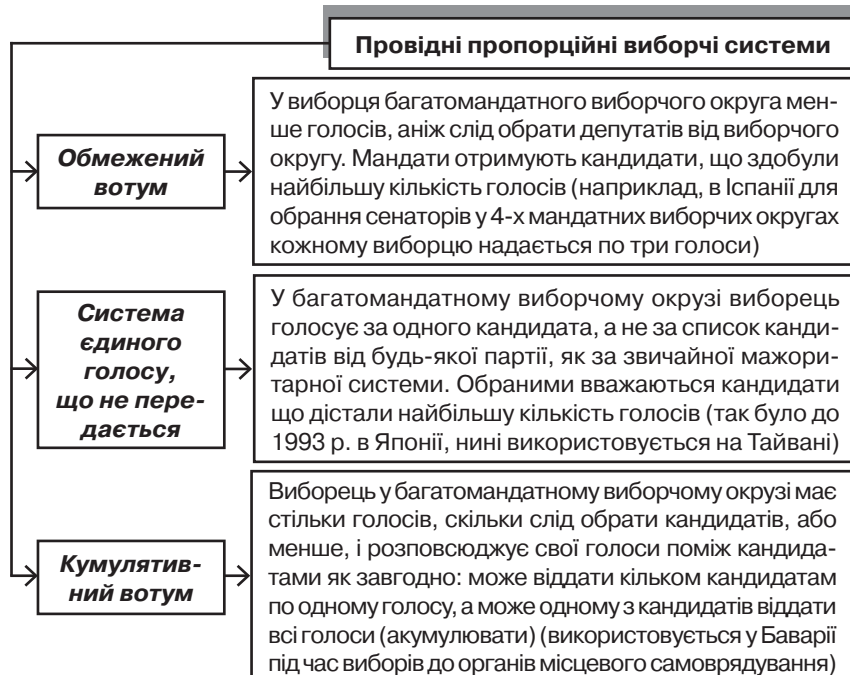 Провідні пропорційні виборчі системи
Обмежений
вотум
У виборця багатомандатного виборчого округа мен-
ше голосів, аніж слід обрати депутатів від виборчого
округу. Мандати отримують кандидати, що здобули
найбільшу кількість голосів (наприклад, в Іспанії для
обрання сенаторів у 4-х мандатних виборчих округах
кожному виборцю надається по три голоси)
Система
єдиного
голосу,
що не пере-
дається
У багатомандатному виборчому окрузі виборець
голосує за одного кандидата, а не за список канди-
датів від будь-якої партії, як за звичайної мажори-
тарної системи. Обраними вважаються кандидати
що дістали найбільшу кількість голосів (так було до
1993 р. в Японії, нині використовується на Тайвані)
Кумулятив-
ний вотум
Виборець у багатомандатному виборчому окрузі має
стільки голосів, скільки слід обрати кандидатів, або
менше, і розповсюджує свої голоси поміж кандида-
тами як завгодно: може віддати кільком кандидатам
по одному голосу, а може одному з кандидатів віддати
всі голоси (акумулювати) (використовується у Баварії
під час виборів до органів місцевого самоврядування)